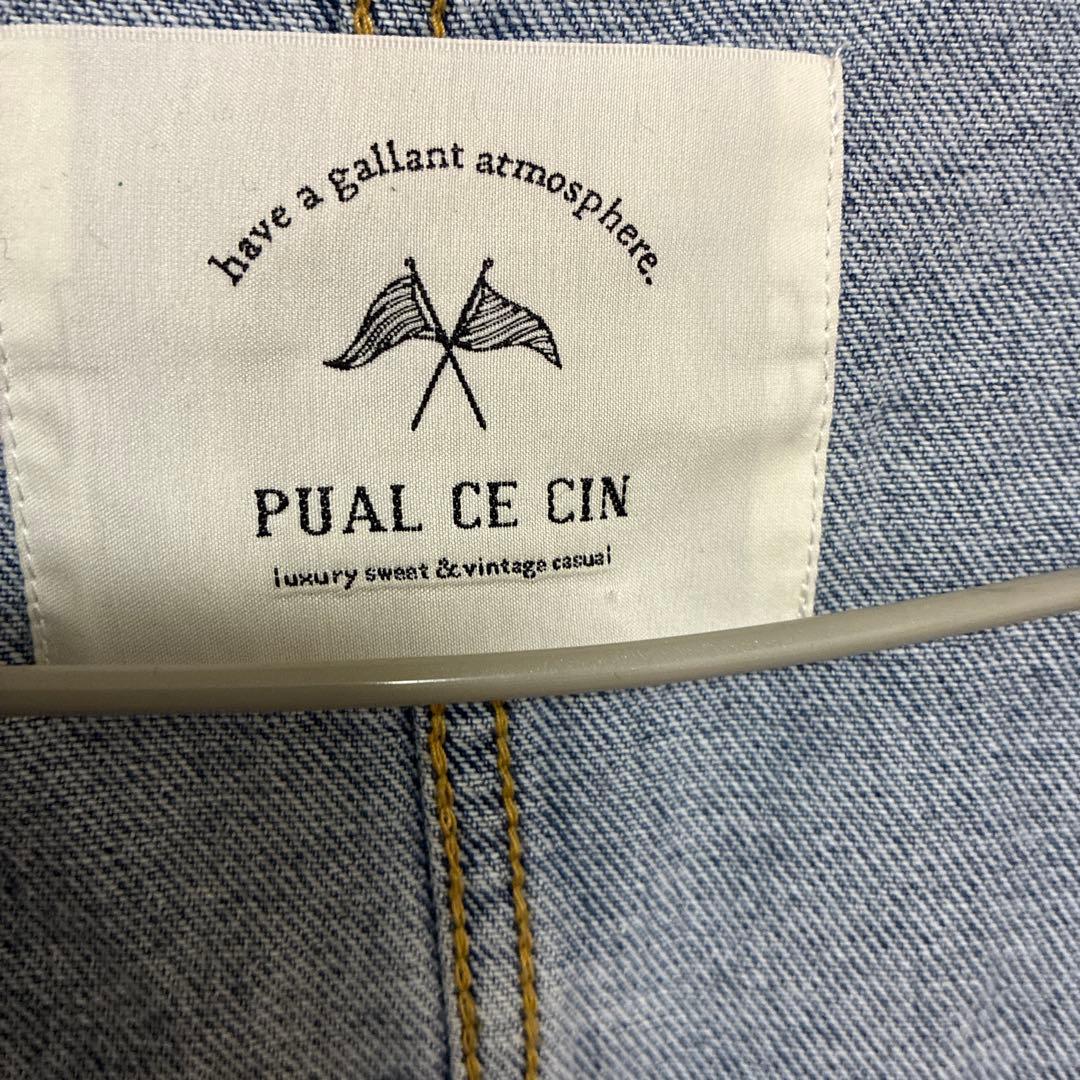 have a gallant atmosphere.
PUAL CE CIN
luxury sweet & vintage casual